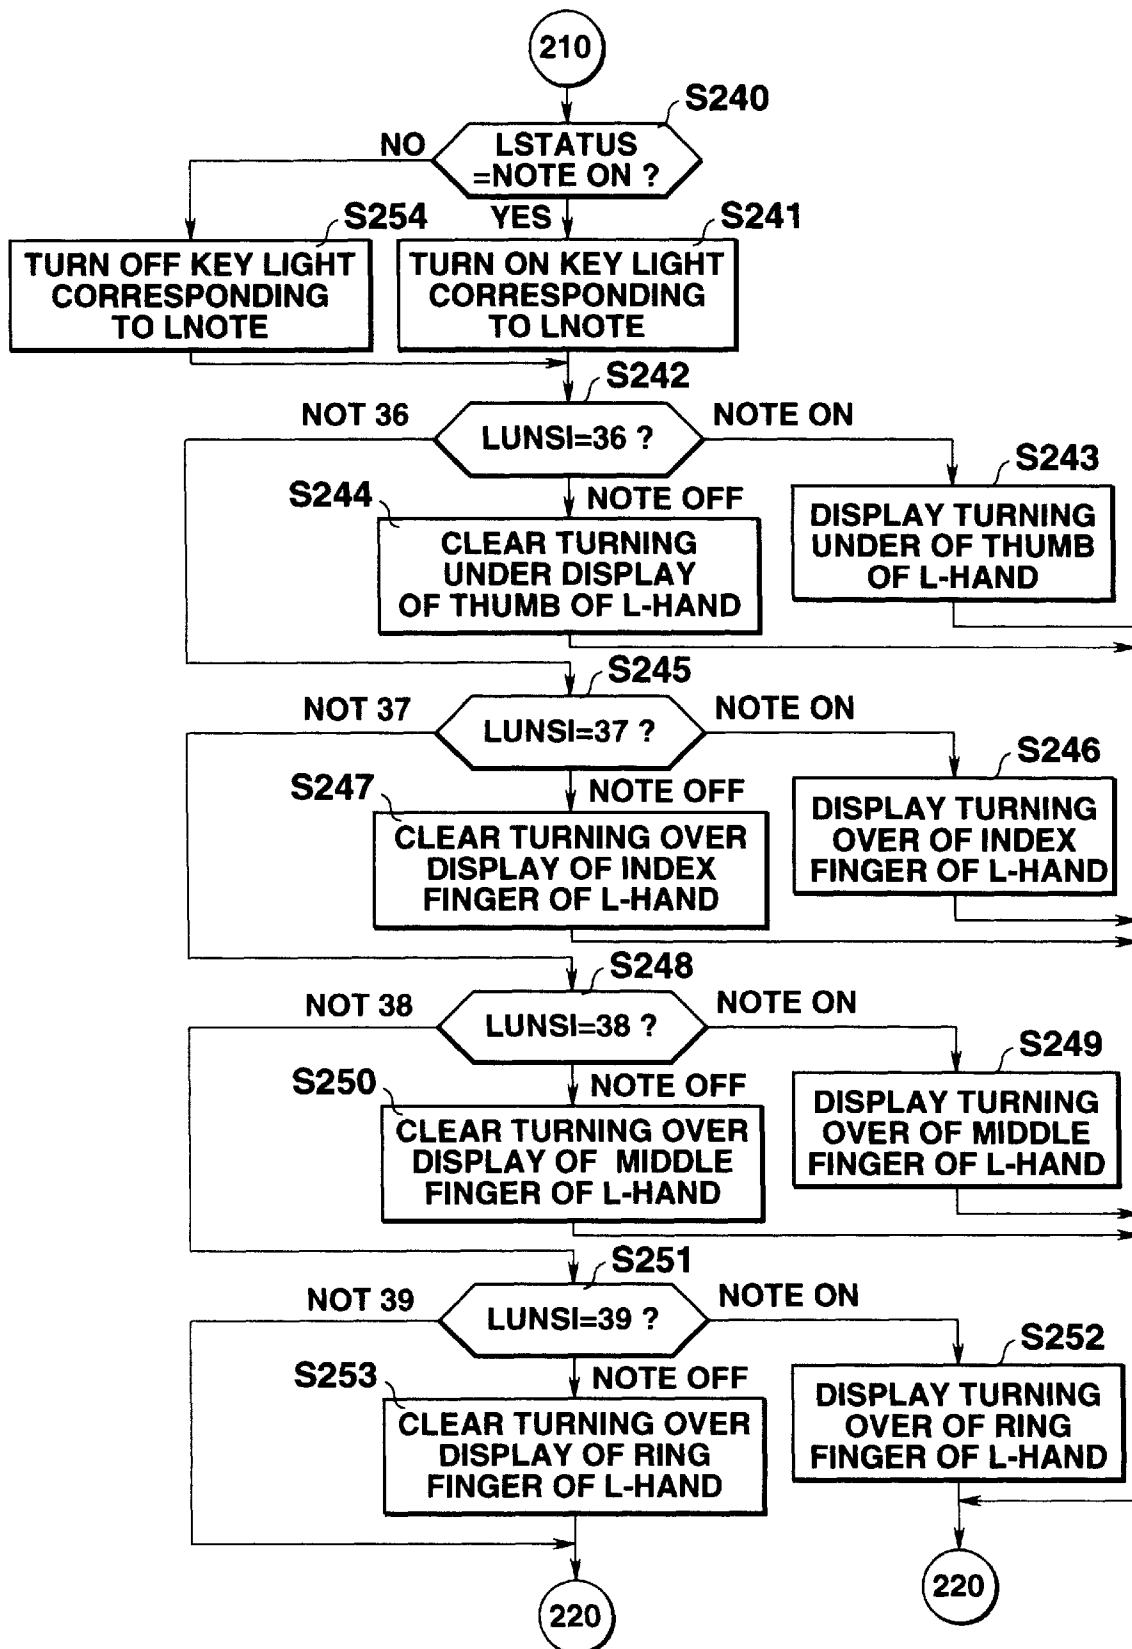 210
S240
NO
LSTATUS
=NOTE ON ?
S254
YES
S241
TURN OFF KEY LIGHT
CORRESPONDING
TO LNOTE
TURN ON KEY LIGHT
CORRESPONDING
TO LNOTE
S242
NOT 36
LUNSI=36 ?
NOTE ON
S243
S244
NOTE OFF
DISPLAY TURNING
UNDER OF THUMB
OF L-HAND
CLEAR TURNING
UNDER DISPLAY
OF THUMB OF L-HAND
S245
NOT 37
LUNSI=37 ?
NOTE ON
S246
S247
NOTE OFF
DISPLAY TURNING
OVER OF INDEX
FINGER OF L-HAND
CLEAR TURNING OVER
DISPLAY OF INDEX
FINGER OF L-HAND
S248
NOT 38
LUNSI=38 ?
NOTE ON
S249
S250
NOTE OFF
DISPLAY TURNING
OVER OF MIDDLE
FINGER OF L-HAND
CLEAR TURNING OVER
DISPLAY OF MIDDLE
FINGER OF L-HAND
S251
NOT 39
LUNSI=39 ?
NOTE ON
S252
S253
NOTE OFF
DISPLAY TURNING
OVER OF RING
FINGER OF L-HAND
CLEAR TURNING OVER
DISPLAY OF RING
FINGER OF L-HAND
220
220